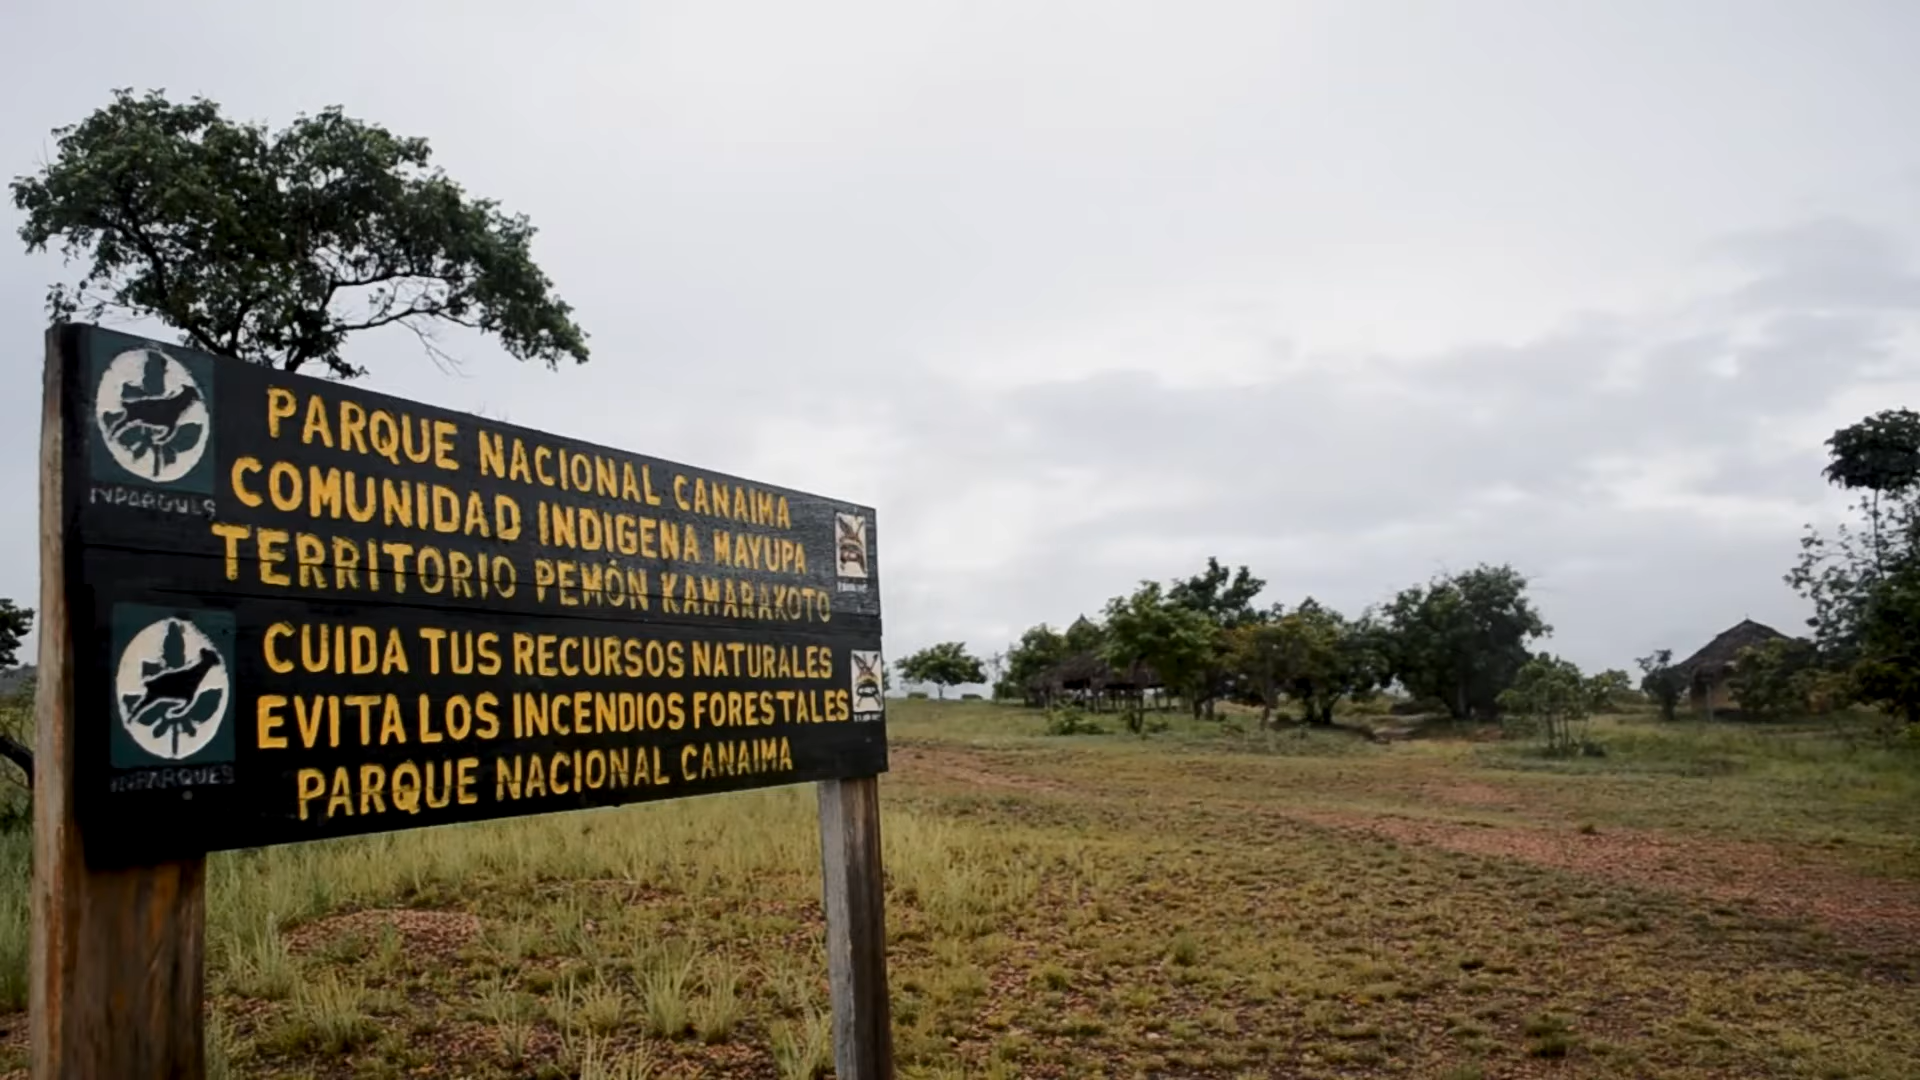 PARQUE NACIONAL CANAIMA
COMUNIDAD INDIGENA MAYUPA
TERRITORIO PEMÓN KAMARAKOTO
INPARQUES
CUIDA TUS RECURSOS NATURALES
EVITA LOS INCENDIOS FORESTALES
PARQUE NACIONAL CANAIMA
INPARQUES